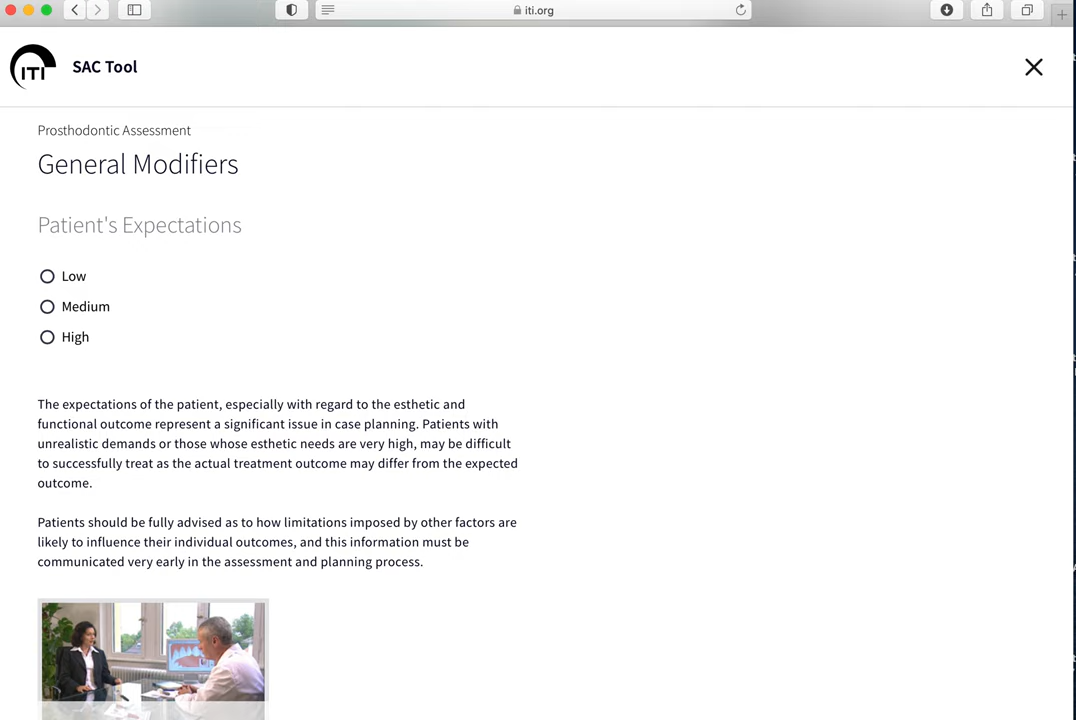 iti.org
ITI
SAC Tool
Prosthodontic Assessment
General Modifiers
Patient's Expectations
Low
Medium
High
The expectations of the patient, especially with regard to the esthetic and
functional outcome represent a significant issue in case planning. Patients with
unrealistic demands or those whose esthetic needs are very high, may be difficult
to successfully treat as the actual treatment outcome may differ from the expected
outcome.
Patients should be fully advised as to how limitations imposed by other factors are
likely to influence their individual outcomes, and this information must be
communicated very early in the assessment and planning process.